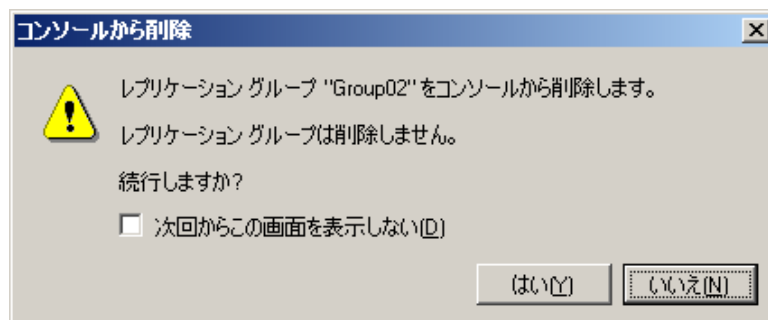 コンソールから削除
レプリケーション グループ "Group02" をコンソールから削除します。
レプリケーション グループは削除しません。
続行しますか?
次回からこの画面を表示しない(D)
はい(Y) いいえ(N)